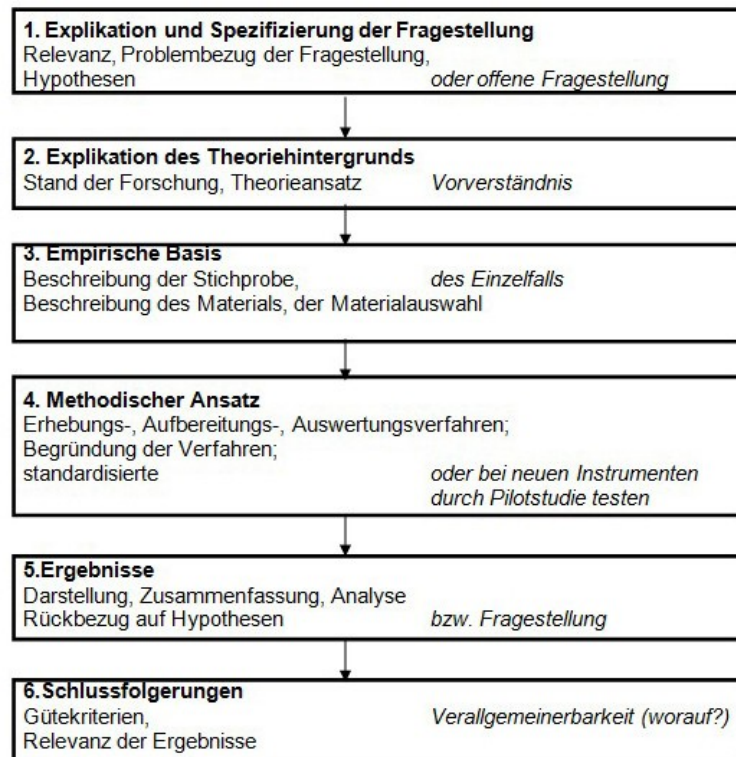 1. Explikation und Spezifizierung der Fragestellung
Relevanz, Problembezug der Fragestellung,
Hypothesen oder offene Fragestellung
2. Explikation des Theoriehintergrunds
Stand der Forschung, Theorieansatz Vorverständnis
3. Empirische Basis
Beschreibung der Stichprobe, des Einzelfalls
Beschreibung des Materials, der Materialauswahl
4. Methodischer Ansatz
Erhebungs-, Aufbereitungs-, Auswertungsverfahren;
Begründung der Verfahren;
standardisierte oder bei neuen Instrumenten
durch Pilotstudie testen
5.Ergebnisse
Darstellung, Zusammenfassung, Analyse
Rückbezug auf Hypothesen bzw. Fragestellung
6.Schlussfolgerungen
Gütekriterien, Verallgemeinerbarkeit (worauf?)
Relevanz der Ergebnisse